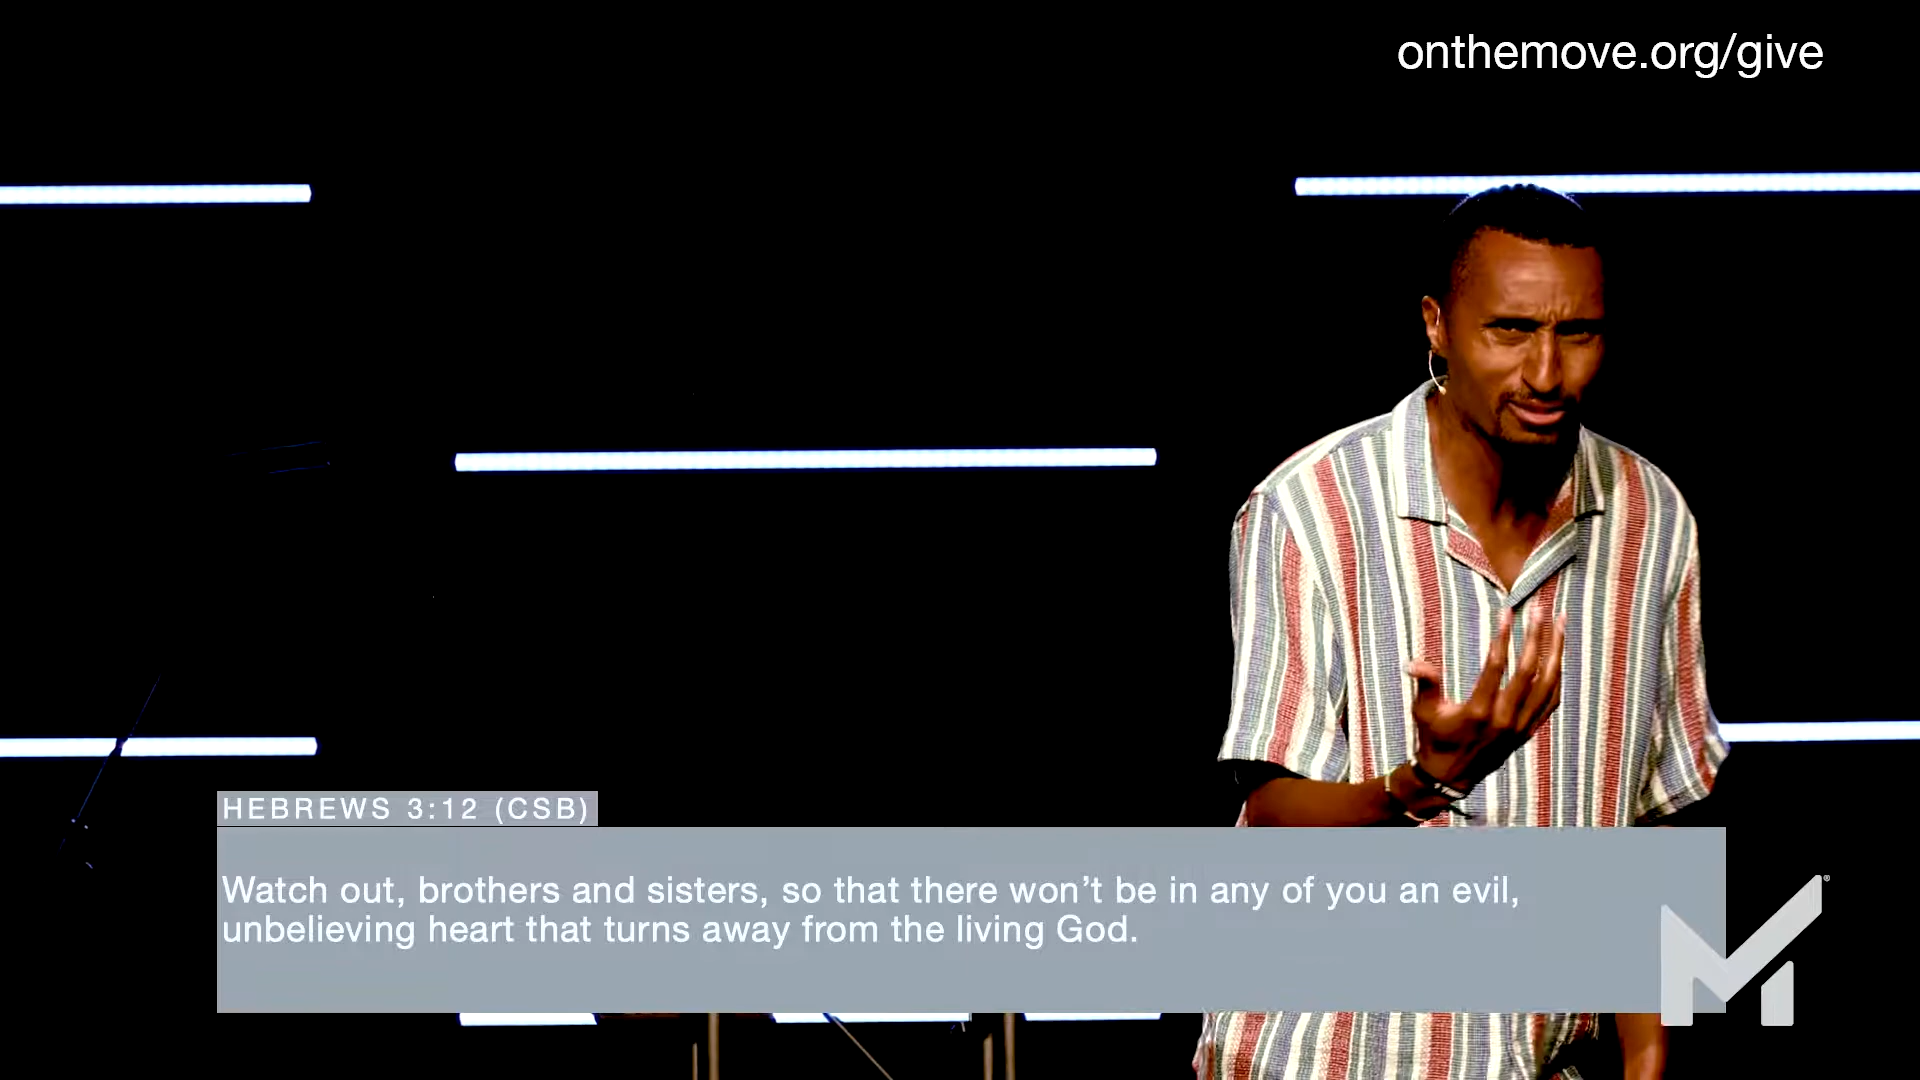 onthemove.org/give
HEBREWS 3:12 (CSB)
Watch out, brothers and sisters, so that there won’t be in any of you an evil,
unbelieving heart that turns away from the living God.